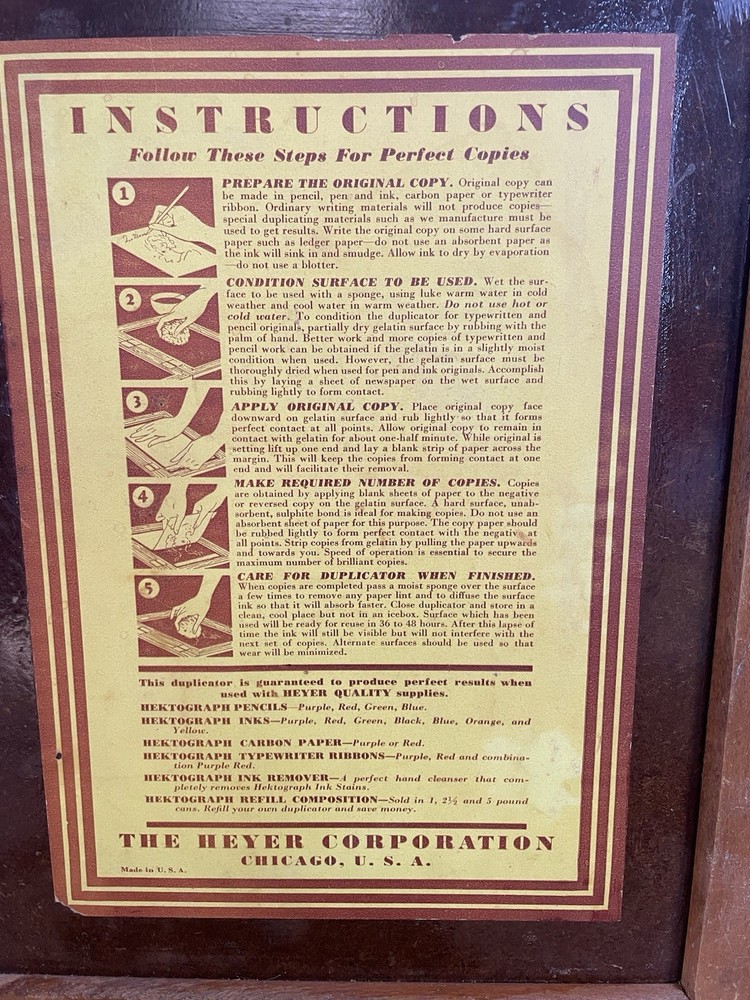 INSTRUCTIONS
Follow These Steps For Perfect Copies
1
PREPARE THE ORIGINAL COPY. Original copy can
be made in pencil, pen and ink, carbon paper or typewriter
ribbon. Ordinary writing materials will not produce copies—
special duplicating materials such as we manufacture must be
used to get results. Write the original copy on some hard surface
paper such as ledger paper—do not use an absorbent paper as
the ink will sink in and smudge. Allow ink to dry by evaporation
—do not use a blotter.
2
CONDITION SURFACE TO BE USED. Wet the sur-
face to be used with a sponge, using luke warm water in cold
weather and cool water in warm weather. Do not use hot or
cold water. To condition the duplicator for typewritten and
pencil originals, partially dry gelatin surface by rubbing with the
palm of hand. Better work and more copies of typewritten and
pencil work can be obtained if the gelatin is in a slightly moist
condition when used. However, the gelatin surface must be
thoroughly dried when used for pen and ink originals. Accomplish
this by laying a sheet of newspaper on the wet surface and
rubbing lightly to form contact.
3
APPLY ORIGINAL COPY. Place original copy face
downward on gelatin surface and rub lightly so that it forms
perfect contact at all points. Allow original copy to remain in
contact with gelatin for about one-half minute. While original is
setting lift up one end and lay a blank strip of paper across the
margin. This will keep the copies from forming contact at one
end and will facilitate their removal.
4
MAKE REQUIRED NUMBER OF COPIES. Copies
are obtained by applying blank sheets of paper to the negative
or reversed copy on the gelatin surface. A hard surface, unab-
sorbent, sulphite bond is ideal for making copies. Do not use an
absorbent sheet of paper for this purpose. The copy paper should
be rubbed lightly to form perfect contact with the negative at
all points. Strip copies from gelatin by pulling the paper upwards
and towards you. Speed of operation is essential to secure the
maximum number of brilliant copies.
5
CARE FOR DUPLICATOR WHEN FINISHED.
When copies are completed pass a moist sponge over the surface
a few times to remove any paper lint and to diffuse the surface
ink so that it will absorb faster. Close duplicator and store in a
clean, cool place but not in an icebox. Surface which has been
used will be ready for reuse in 36 to 48 hours. After this lapse of
time the ink will still be visible but will not interfere with the
next set of copies. Alternate surfaces should be used so that
wear will be minimized.
This duplicator is guaranteed to produce perfect results when
used with HEYER QUALITY supplies.
HEKTOGRAPH PENCILS—Purple, Red, Green, Blue.
HEKTOGRAPH INKS—Purple, Red, Green, Black, Blue, Orange, and
Yellow.
HEKTOGRAPH CARBON PAPER—Purple or Red.
HEKTOGRAPH TYPEWRITER RIBBONS—Purple, Red and combina-
tion Purple Red.
HEKTOGRAPH INK REMOVER—A perfect hand cleanser that com-
pletely removes Hektograph Ink Stains.
HEKTOGRAPH REFILL COMPOSITION—Sold in 1, 2½ and 5 pound
cans. Refill your own duplicator and save money.
THE HEYER CORPORATION
CHICAGO, U. S. A.
Made in U. S. A.